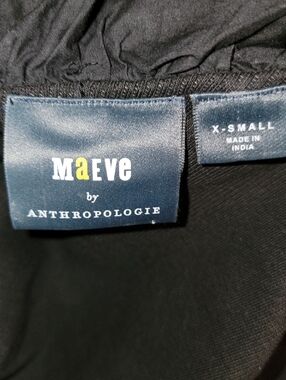 MaEve
by
ANTHROPOLOGIE
X-SMALL
MADE IN
INDIA